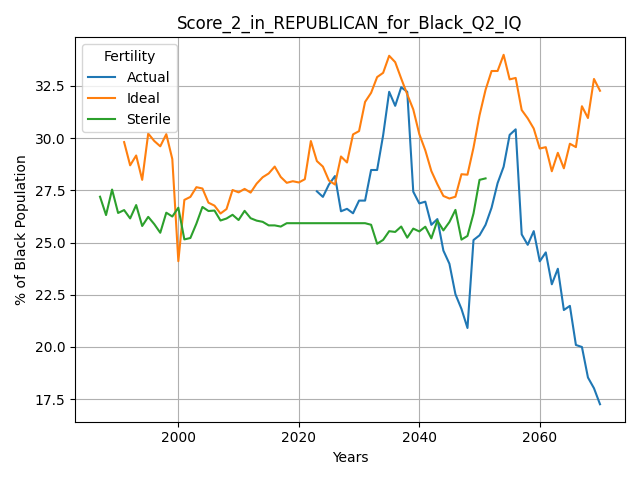 Score_2_in_REPUBLICAN_for_Black_Q2_IQ
Fertility
Actual
Ideal
Sterile
% of Black Population
32.5
30.0
27.5
25.0
22.5
20.0
17.5
2000 2020 2040 2060
Years